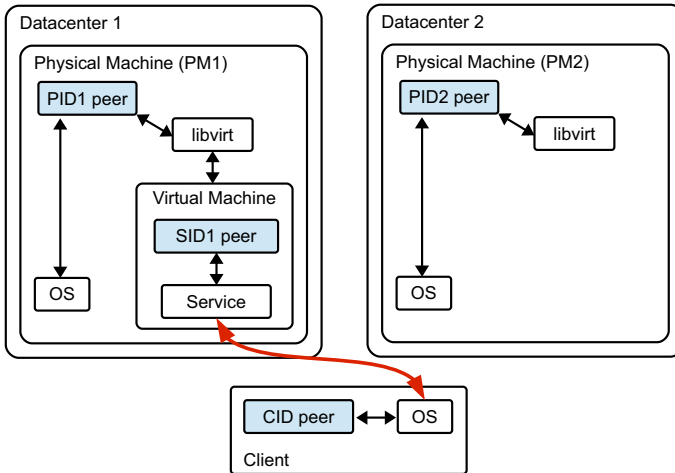 Datacenter 1
Physical Machine (PM1)
PID1 peer
libvirt
Virtual Machine
SID1 peer
OS
Service
Datacenter 2
Physical Machine (PM2)
PID2 peer
libvirt
OS
CID peer
OS
Client